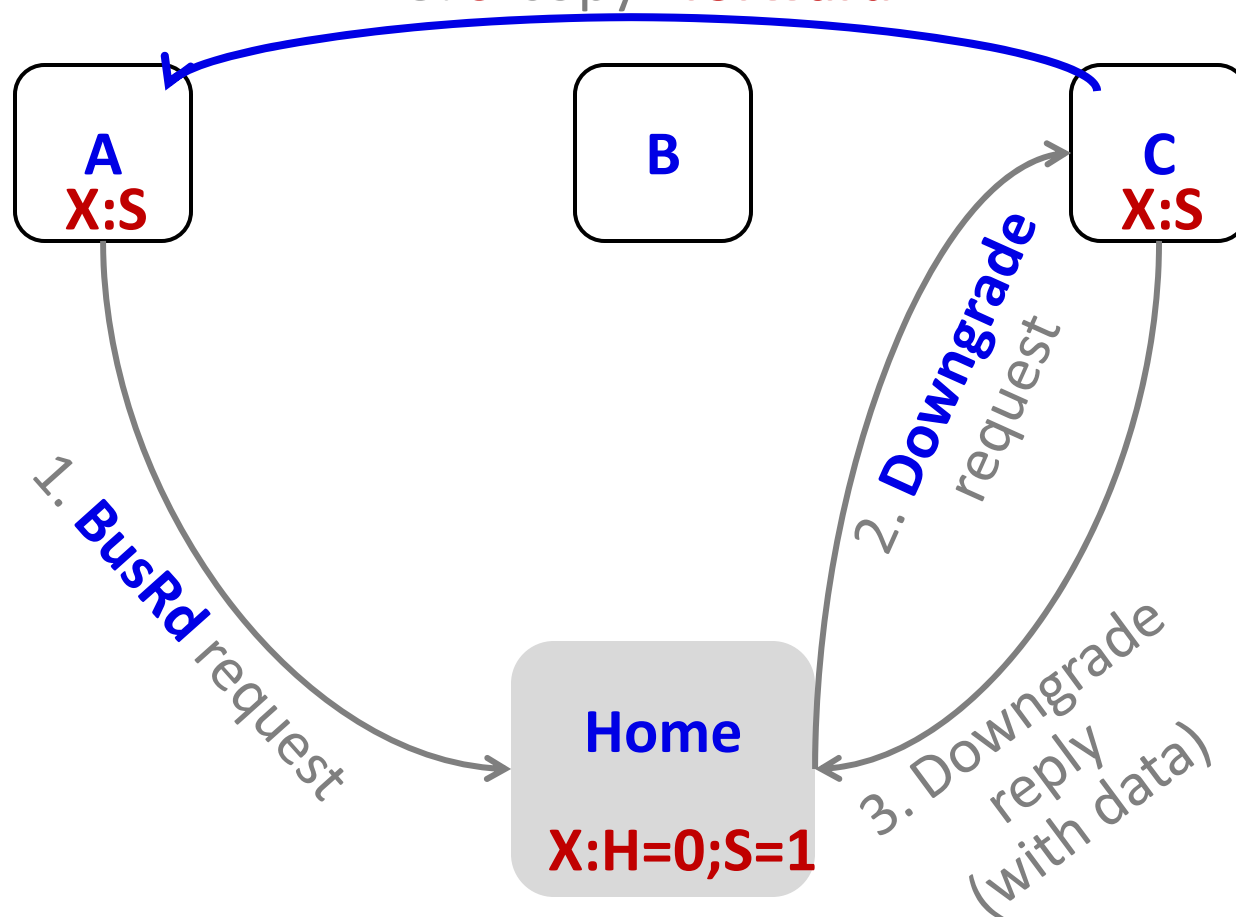 A
X:S
B
C
X:S
1. BusRd request
2. Downgrade
request
3. Downgrade
reply
(with data)
Home
X:H=0;S=1